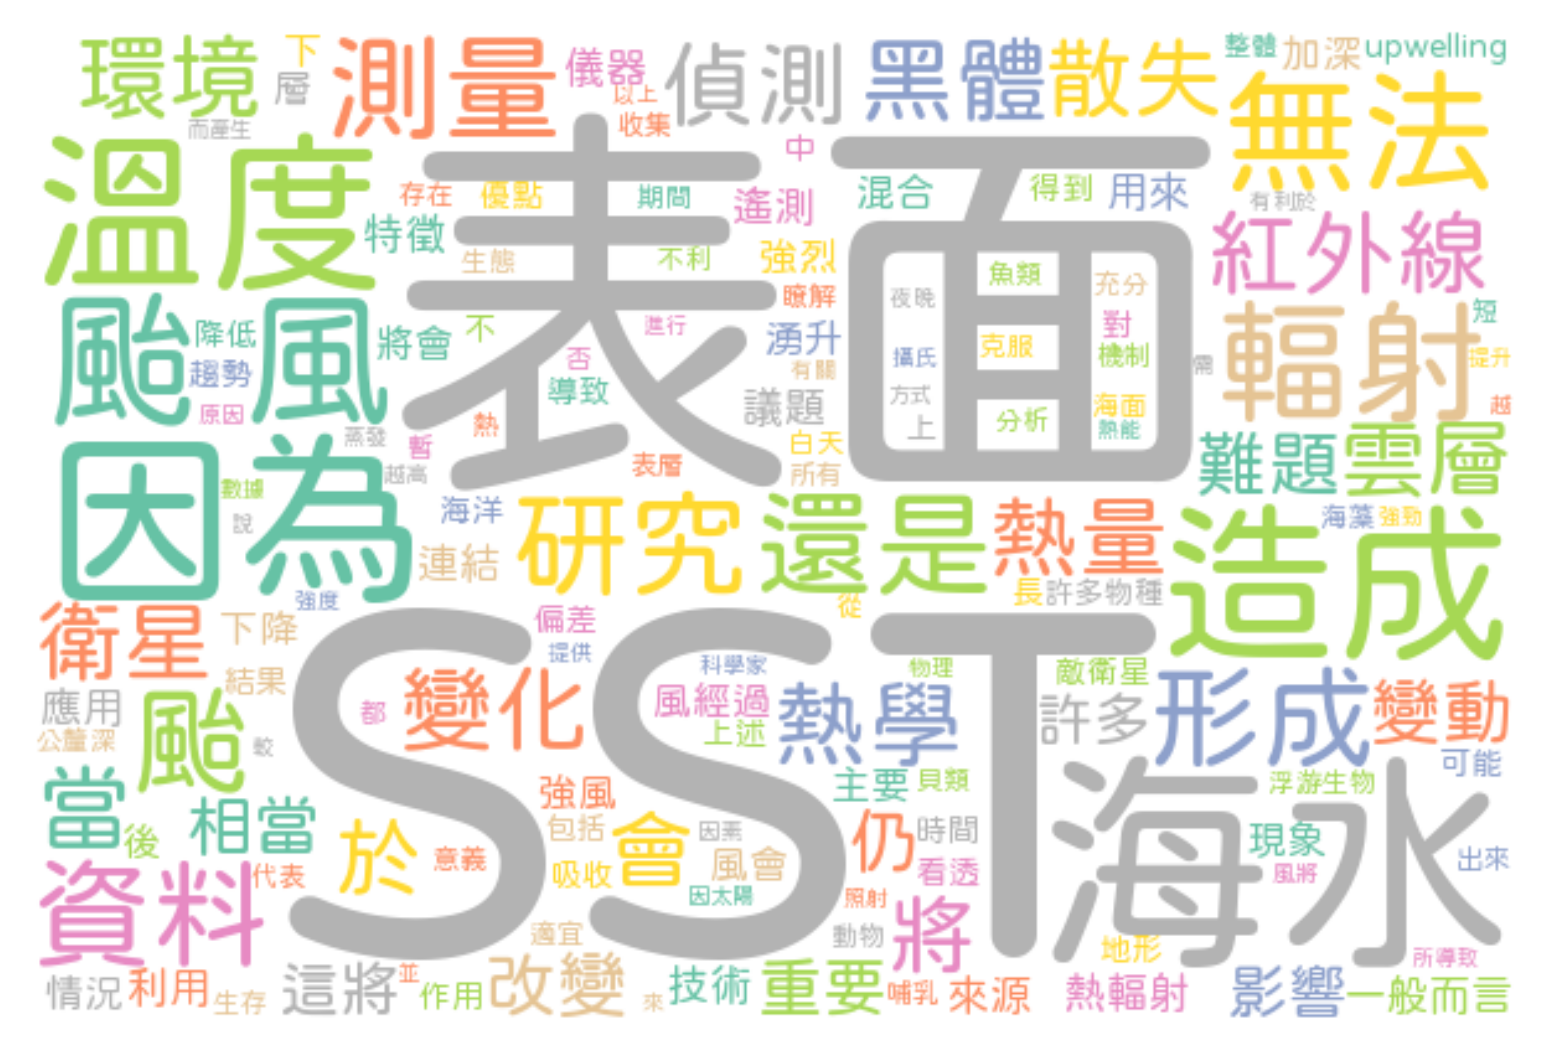 環境
下
層
測量
儀器
偵測
黑體
散失
整體
加深
upwelling
以上
收集
而產生
無法
溫度
表面
中
存在
優點
期間
遙測
混合
得到
用來
有利於
特徵
生態
不利
強烈
紅外線
魚類
夜晚
充分
瞭解
颱風
降低
將會
不
進行
湧升
對
短
輻射
趨勢
否
攝氏
克服
機制
提升
有關
原因
導致
議題
方式
海面
越
熱
分析
熱能
上
蒸發
暫
白天
難題
雲層
因為
越高
表層
所有
數據
說
海洋
研究
還是
熱量
海藻
強勁
造成
連結
長
許多物種
強度
從
衛星
下降
SST
偏差
提供
科學家
物理
敵衛星
結果
應用
都
變化
風經過
熱學
許多
形成
變動
公釐深
颱
較
上述
可能
當
後
相當
強風
主要
貝類
海水
浮游生物
於
包括
會
因素
仍
時間
現象
意義
風會
看透
出來
資料
代表
吸收
因太陽
照射
風將
適宜
動物
將
地形
所導致
情況
利用
生存
這將
並
作用
改變
來
技術
重要
哺乳
來源
熱輻射
影響
一般而言